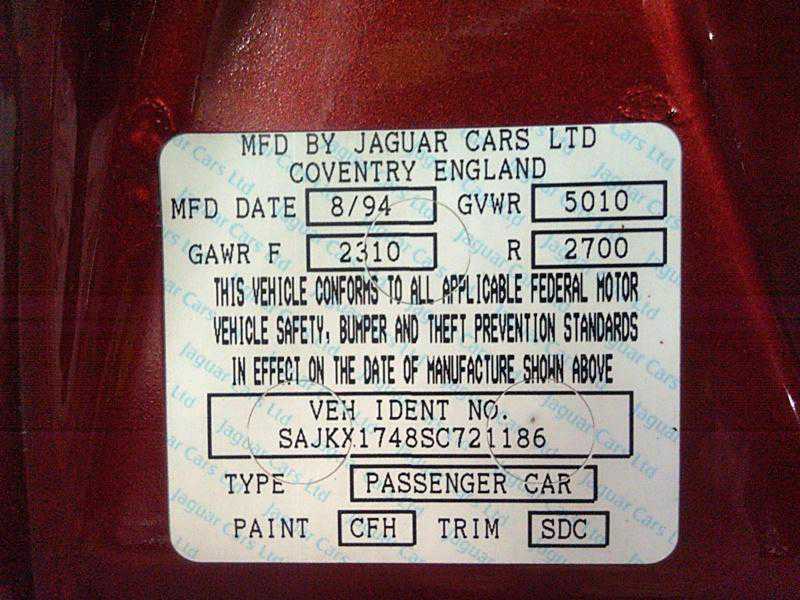 MFD BY JAGUAR CARS LTD
COVENTRY ENGLAND
MFD DATE 8/94 GVWR 5010
GAWR F 2310 R 2700
THIS VEHICLE CONFORMS TO ALL APPLICABLE FEDERAL MOTOR
VEHICLE SAFETY, BUMPER AND THEFT PREVENTION STANDARDS
IN EFFECT ON THE DATE OF MANUFACTURE SHOWN ABOVE
VEH IDENT NO.
SAJKX1748SC721186
TYPE PASSENGER CAR
PAINT CFH TRIM SDC